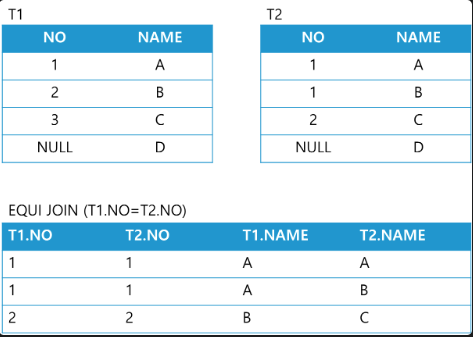 T1 T2
NO NAME NO NAME
1 A 1 A
2 B 1 B
3 C 2 C
NULL D NULL D
EQUI JOIN (T1.NO=T2.NO)
T1.NO T2.NO T1.NAME T2.NAME
1 1 A A
1 1 A B
2 2 B C